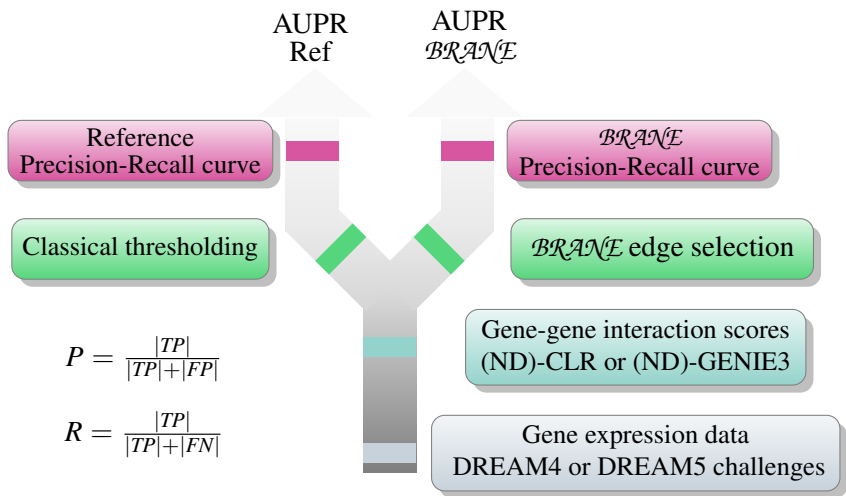 AUPR
Ref
AUPR
BRANE
Reference
Precision-Recall curve
BRANE
Precision-Recall curve
Classical thresholding
BRANE edge selection
Gene-gene interaction scores
(ND)-CLR or (ND)-GENIE3
P = |TP| / |TP|+|FP|
R = |TP| / |TP|+|FN|
Gene expression data
DREAM4 or DREAM5 challenges